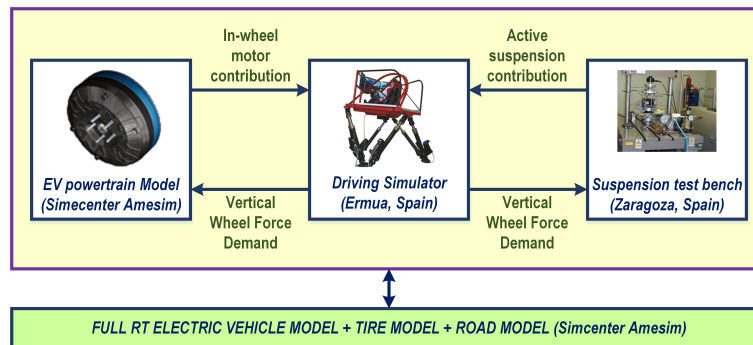 In-wheel
motor
contribution
Active
suspension
contribution
EV powertrain Model
(Simecenter Amesim)
Driving Simulator
(Ermua, Spain)
Suspension test bench
(Zaragoza, Spain)
Vertical
Wheel Force
Demand
Vertical
Wheel Force
Demand
FULL RT ELECTRIC VEHICLE MODEL + TIRE MODEL + ROAD MODEL (Simcenter Amesim)